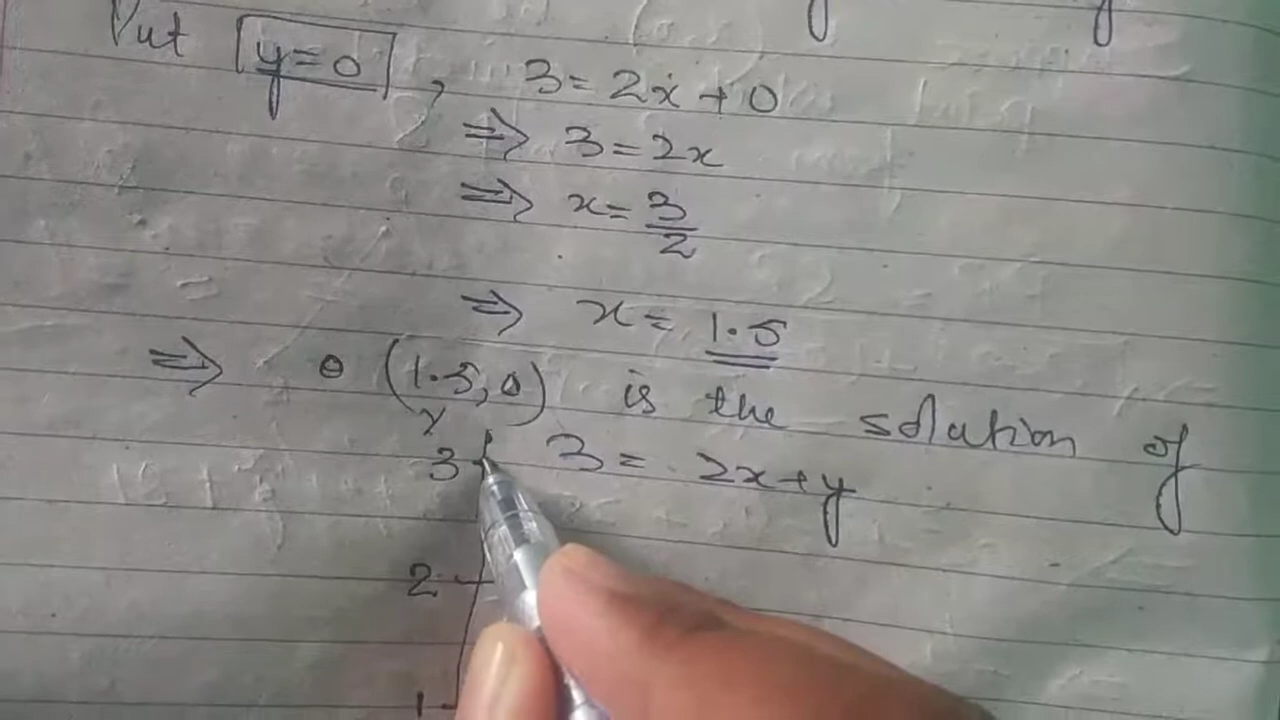 Put y=0, 3=2x+0
⇒ 3=2x
⇒ x=3/2
⇒ x=1.5
⇒ (1.5,0) is the solution of
Y
3 3=2x+y
2
1